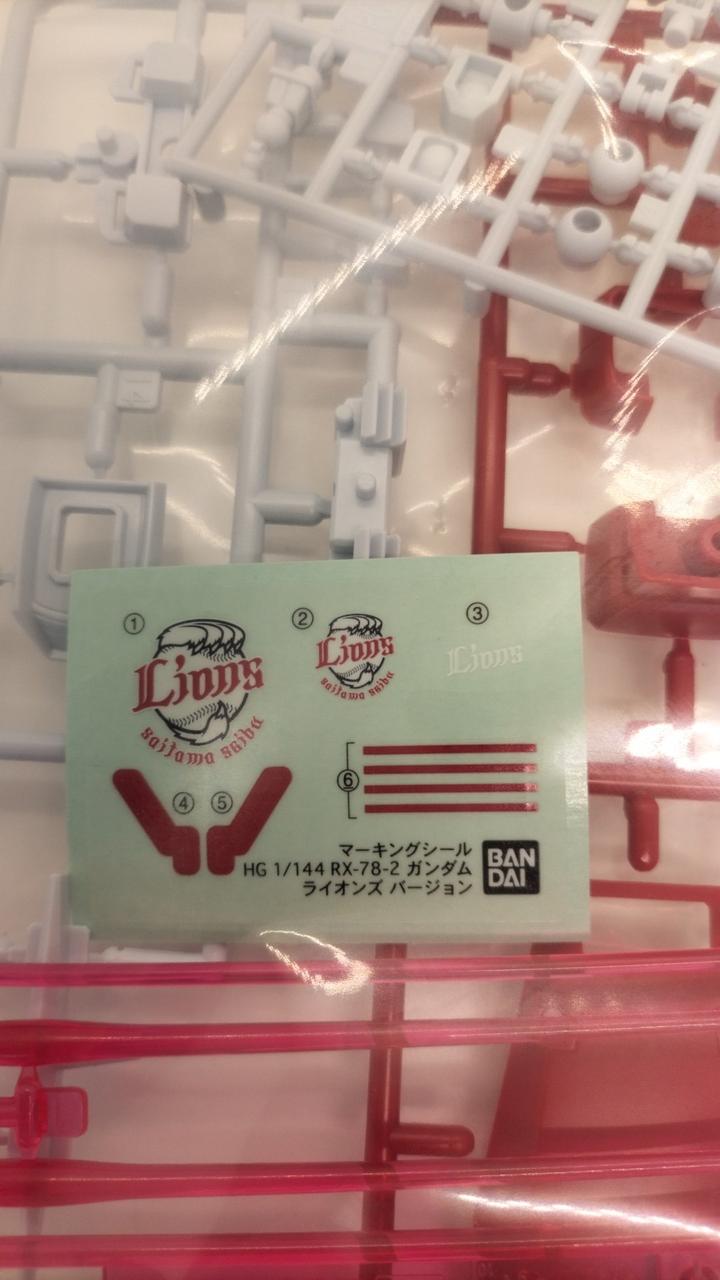 ①
Lions
saitama seibu
②
Lions
saitama seibu
③
Lions
④
⑤
⑥
マーキングシール
HG 1/144 RX-78-2 ガンダム
ライオンズ バージョン
BAN
DAI